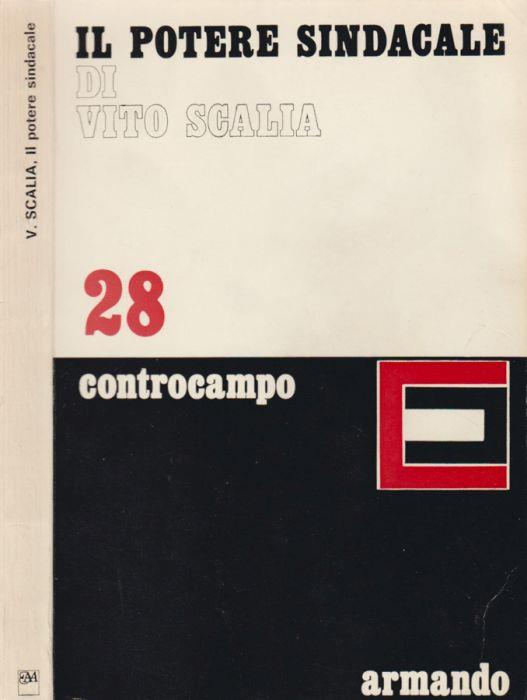 V. SCALIA, Il potere sindacale
IL POTERE SINDACALE
DI
VITO SCALIA
28
controcampo
armando